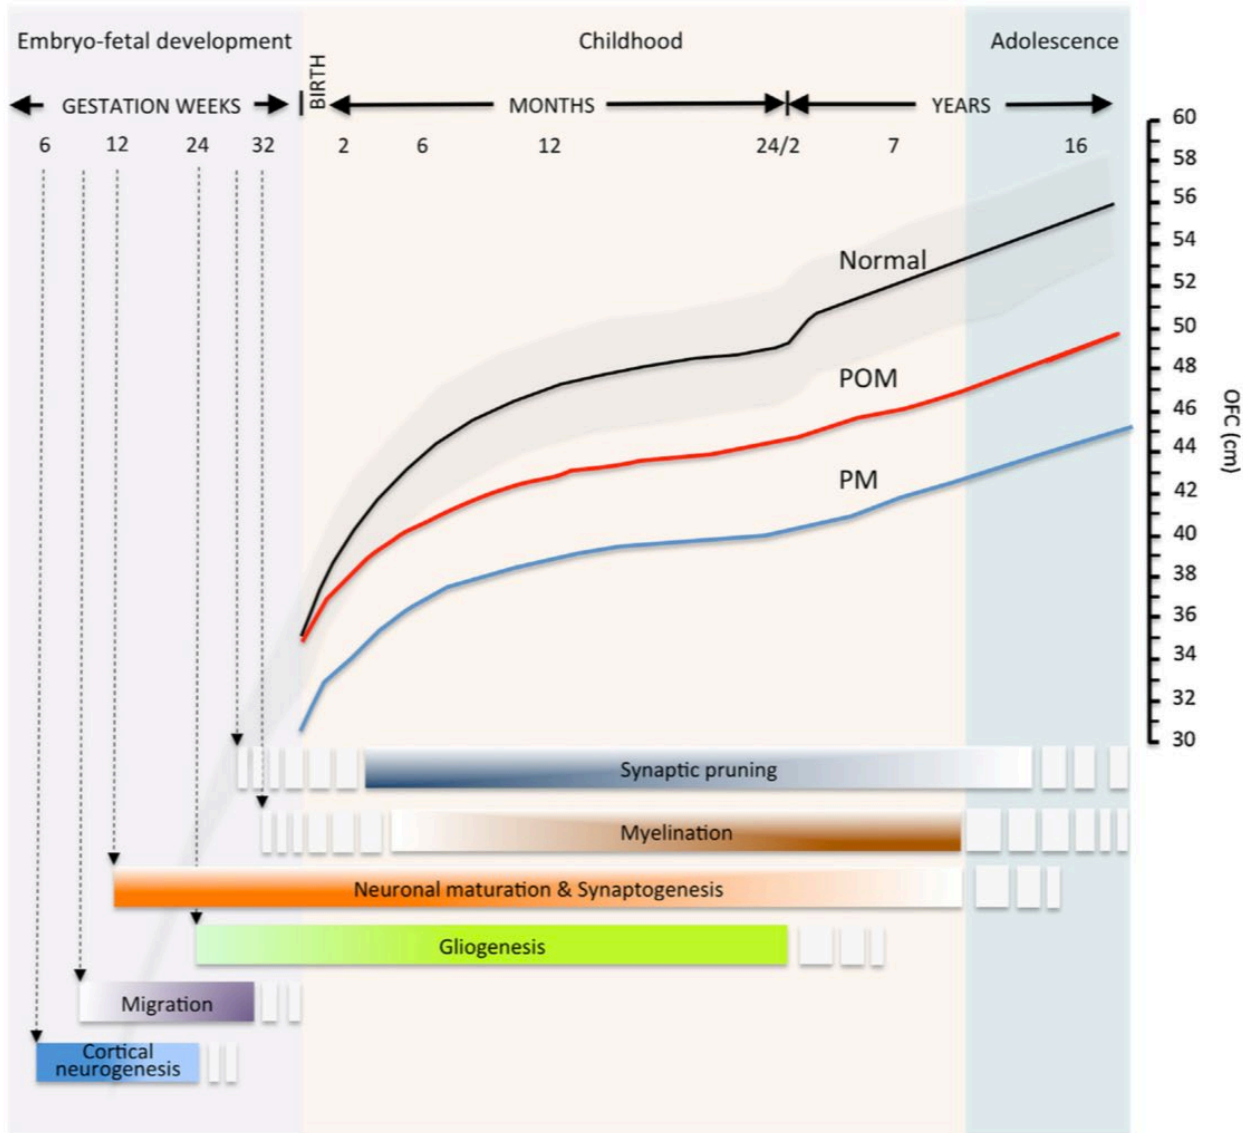 Embryo-fetal development
Childhood
Adolescence
GESTATION WEEKS
BIRTH
MONTHS
YEARS
6 12 24 32 2 6 12 24/2 7 16
60
58
56
54
52
50
48
46
44
42
40
38
36
34
32
30
OFC (cm)
Normal
POM
PM
Synaptic pruning
Myelination
Neuronal maturation & Synaptogenesis
Gliogenesis
Migration
Cortical
neurogenesis